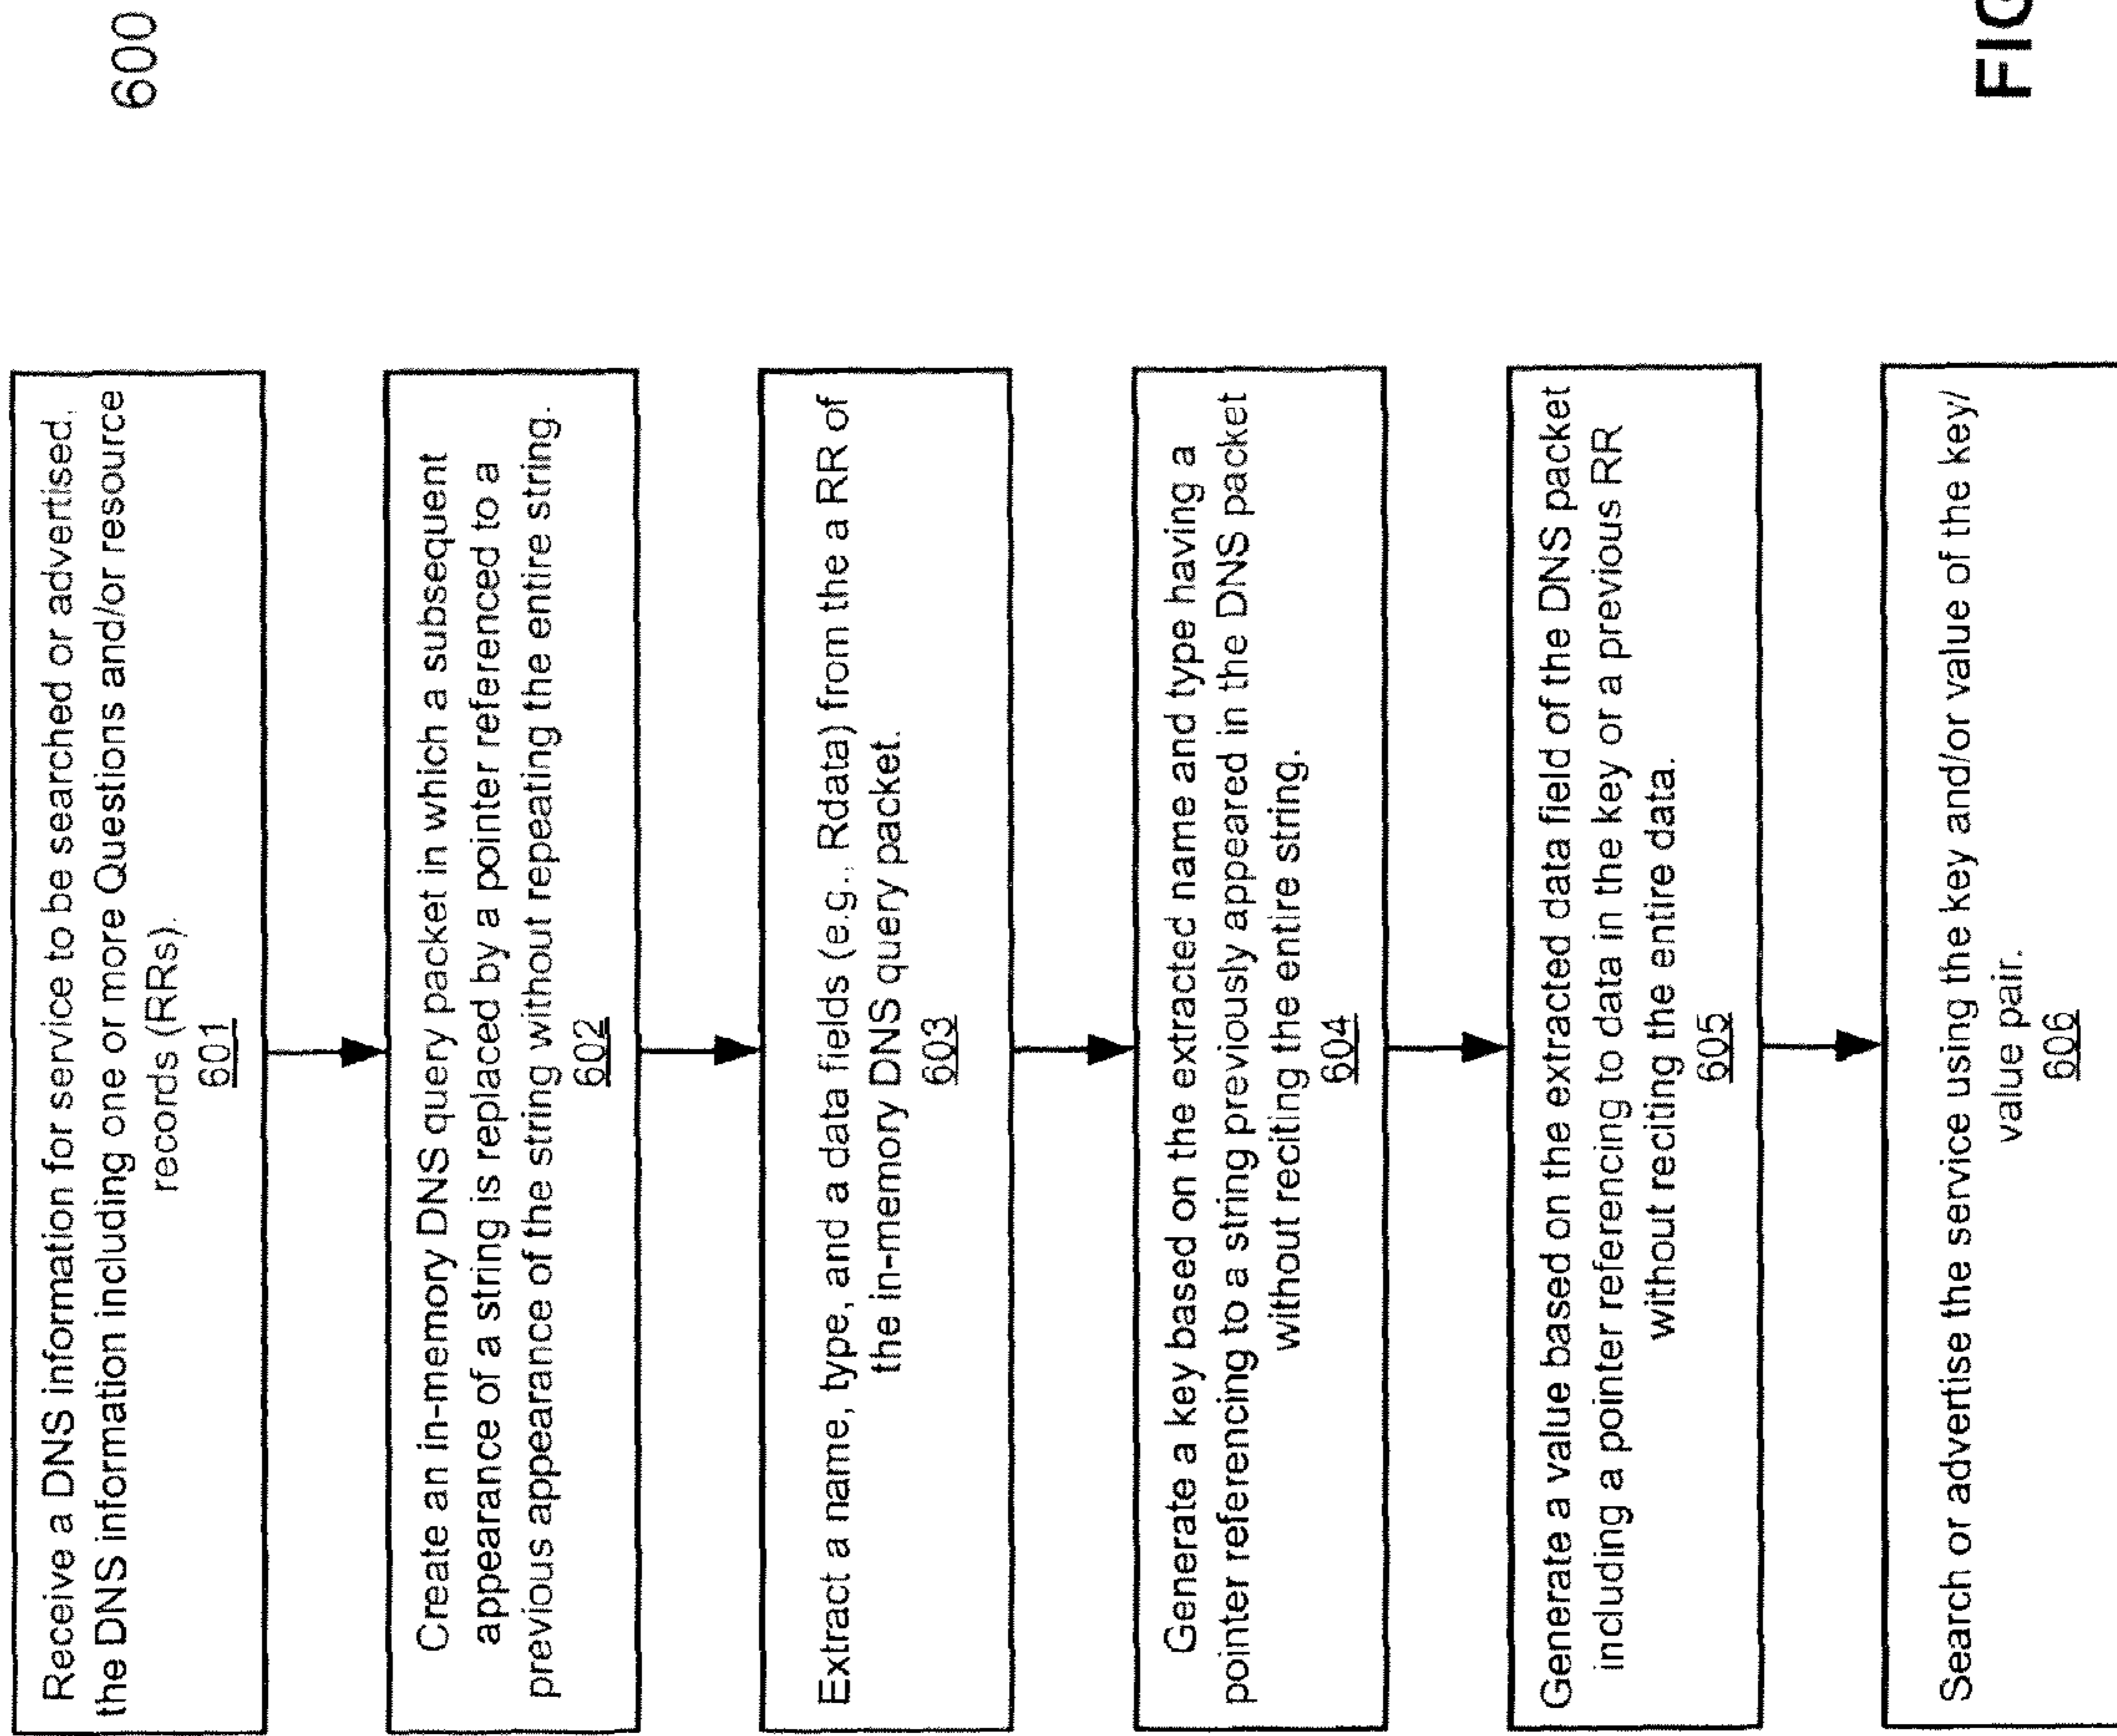 600
Receive a DNS information for service to be searched or advertised,
the DNS information including one or more Questions and/or resource
records (RRs).
601
Create an in-memory DNS query packet in which a subsequent
appearance of a string is replaced by a pointer referenced to a
previous appearance of the string without repeating the entire string.
602
Extract a name, type, and a data fields (e.g., Rdata) from the a RR of
the in-memory DNS query packet.
603
Generate a key based on the extracted name and type having a
pointer referencing to a string previously appeared in the DNS packet
without reciting the entire string.
604
Generate a value based on the extracted data field of the DNS packet
including a pointer referencing to data in the key or a previous RR
without reciting the entire data.
605
Search or advertise the service using the key and/or value of the key/
value pair.
606